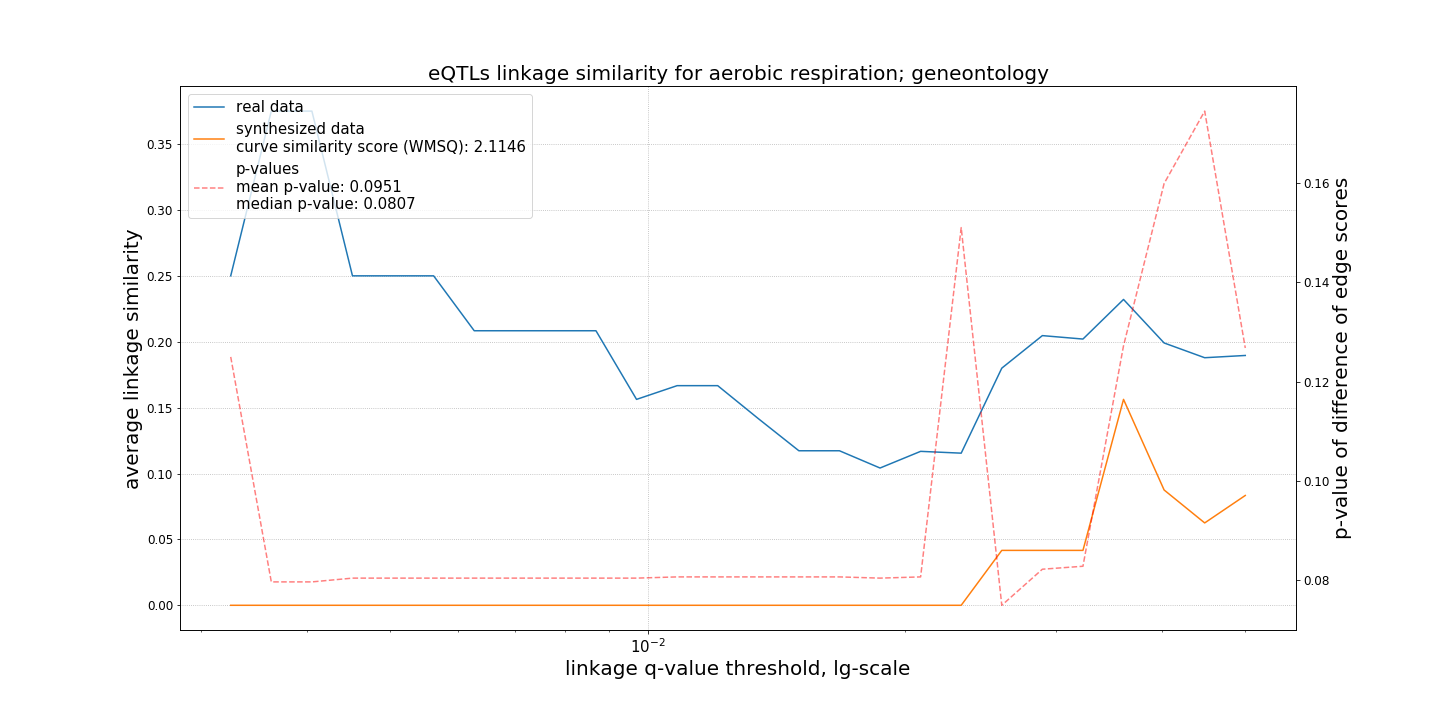 eQTLs linkage similarity for aerobic respiration; geneontology
real data
synthesized data
curve similarity score (WMSQ): 2.1146
p-values
mean p-value: 0.0951
median p-value: 0.0807
average linkage similarity
0.35
0.30
0.25
0.20
0.15
0.10
0.05
0.00
0.16
0.14
0.12
0.10
0.08
p-value of difference of edge scores
10⁻²
linkage q-value threshold, lg-scale